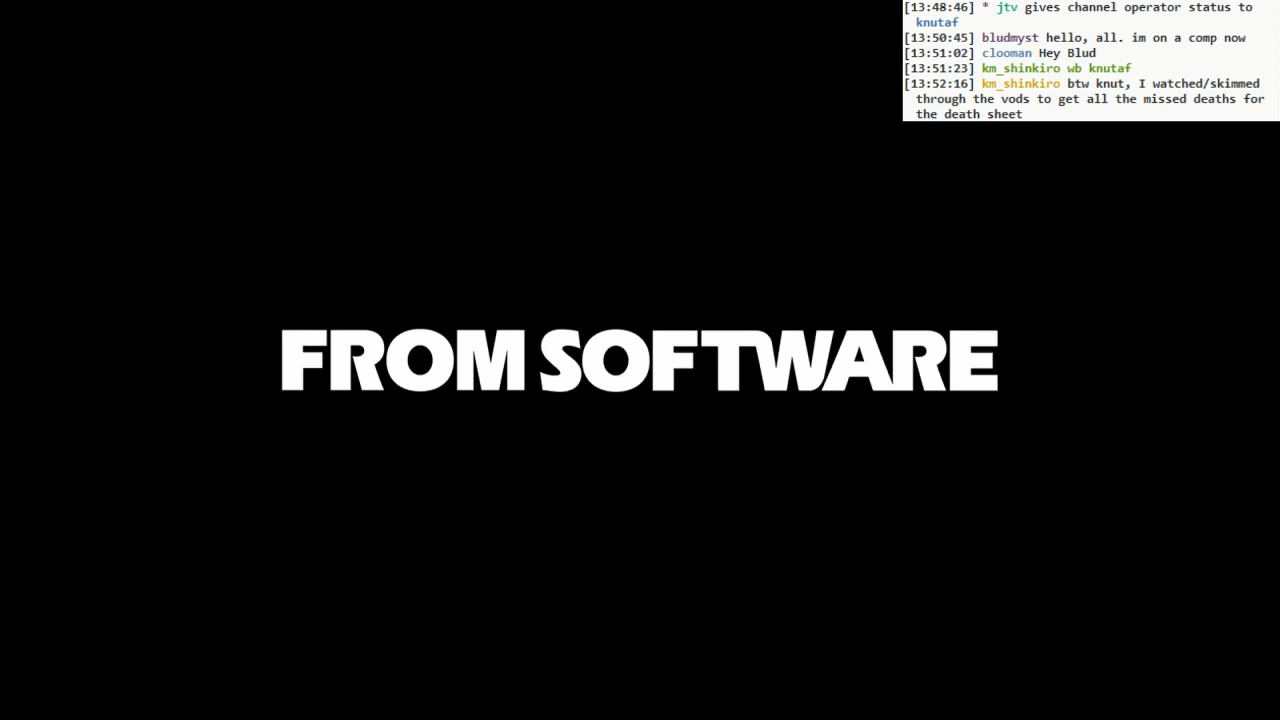 [13:48:46] * jtv gives channel operator status to
knutaf
[13:50:45] bludmyst hello, all. im on a comp now
[13:51:02] clooman Hey Blud
[13:51:23] km_shinkiro wb knutaf
[13:52:16] km_shinkiro btw knut, I watched/skimmed
through the vods to get all the missed deaths for
the death sheet
FROM SOFTWARE